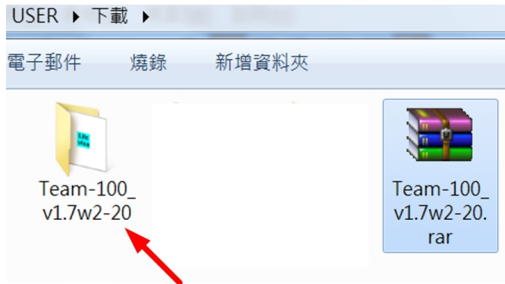 USER ▸ 下載 ▸
電子郵件 燒錄 新增資料夾
Team-100_
v1.7w2-20
Team-100_
v1.7w2-20.
rar